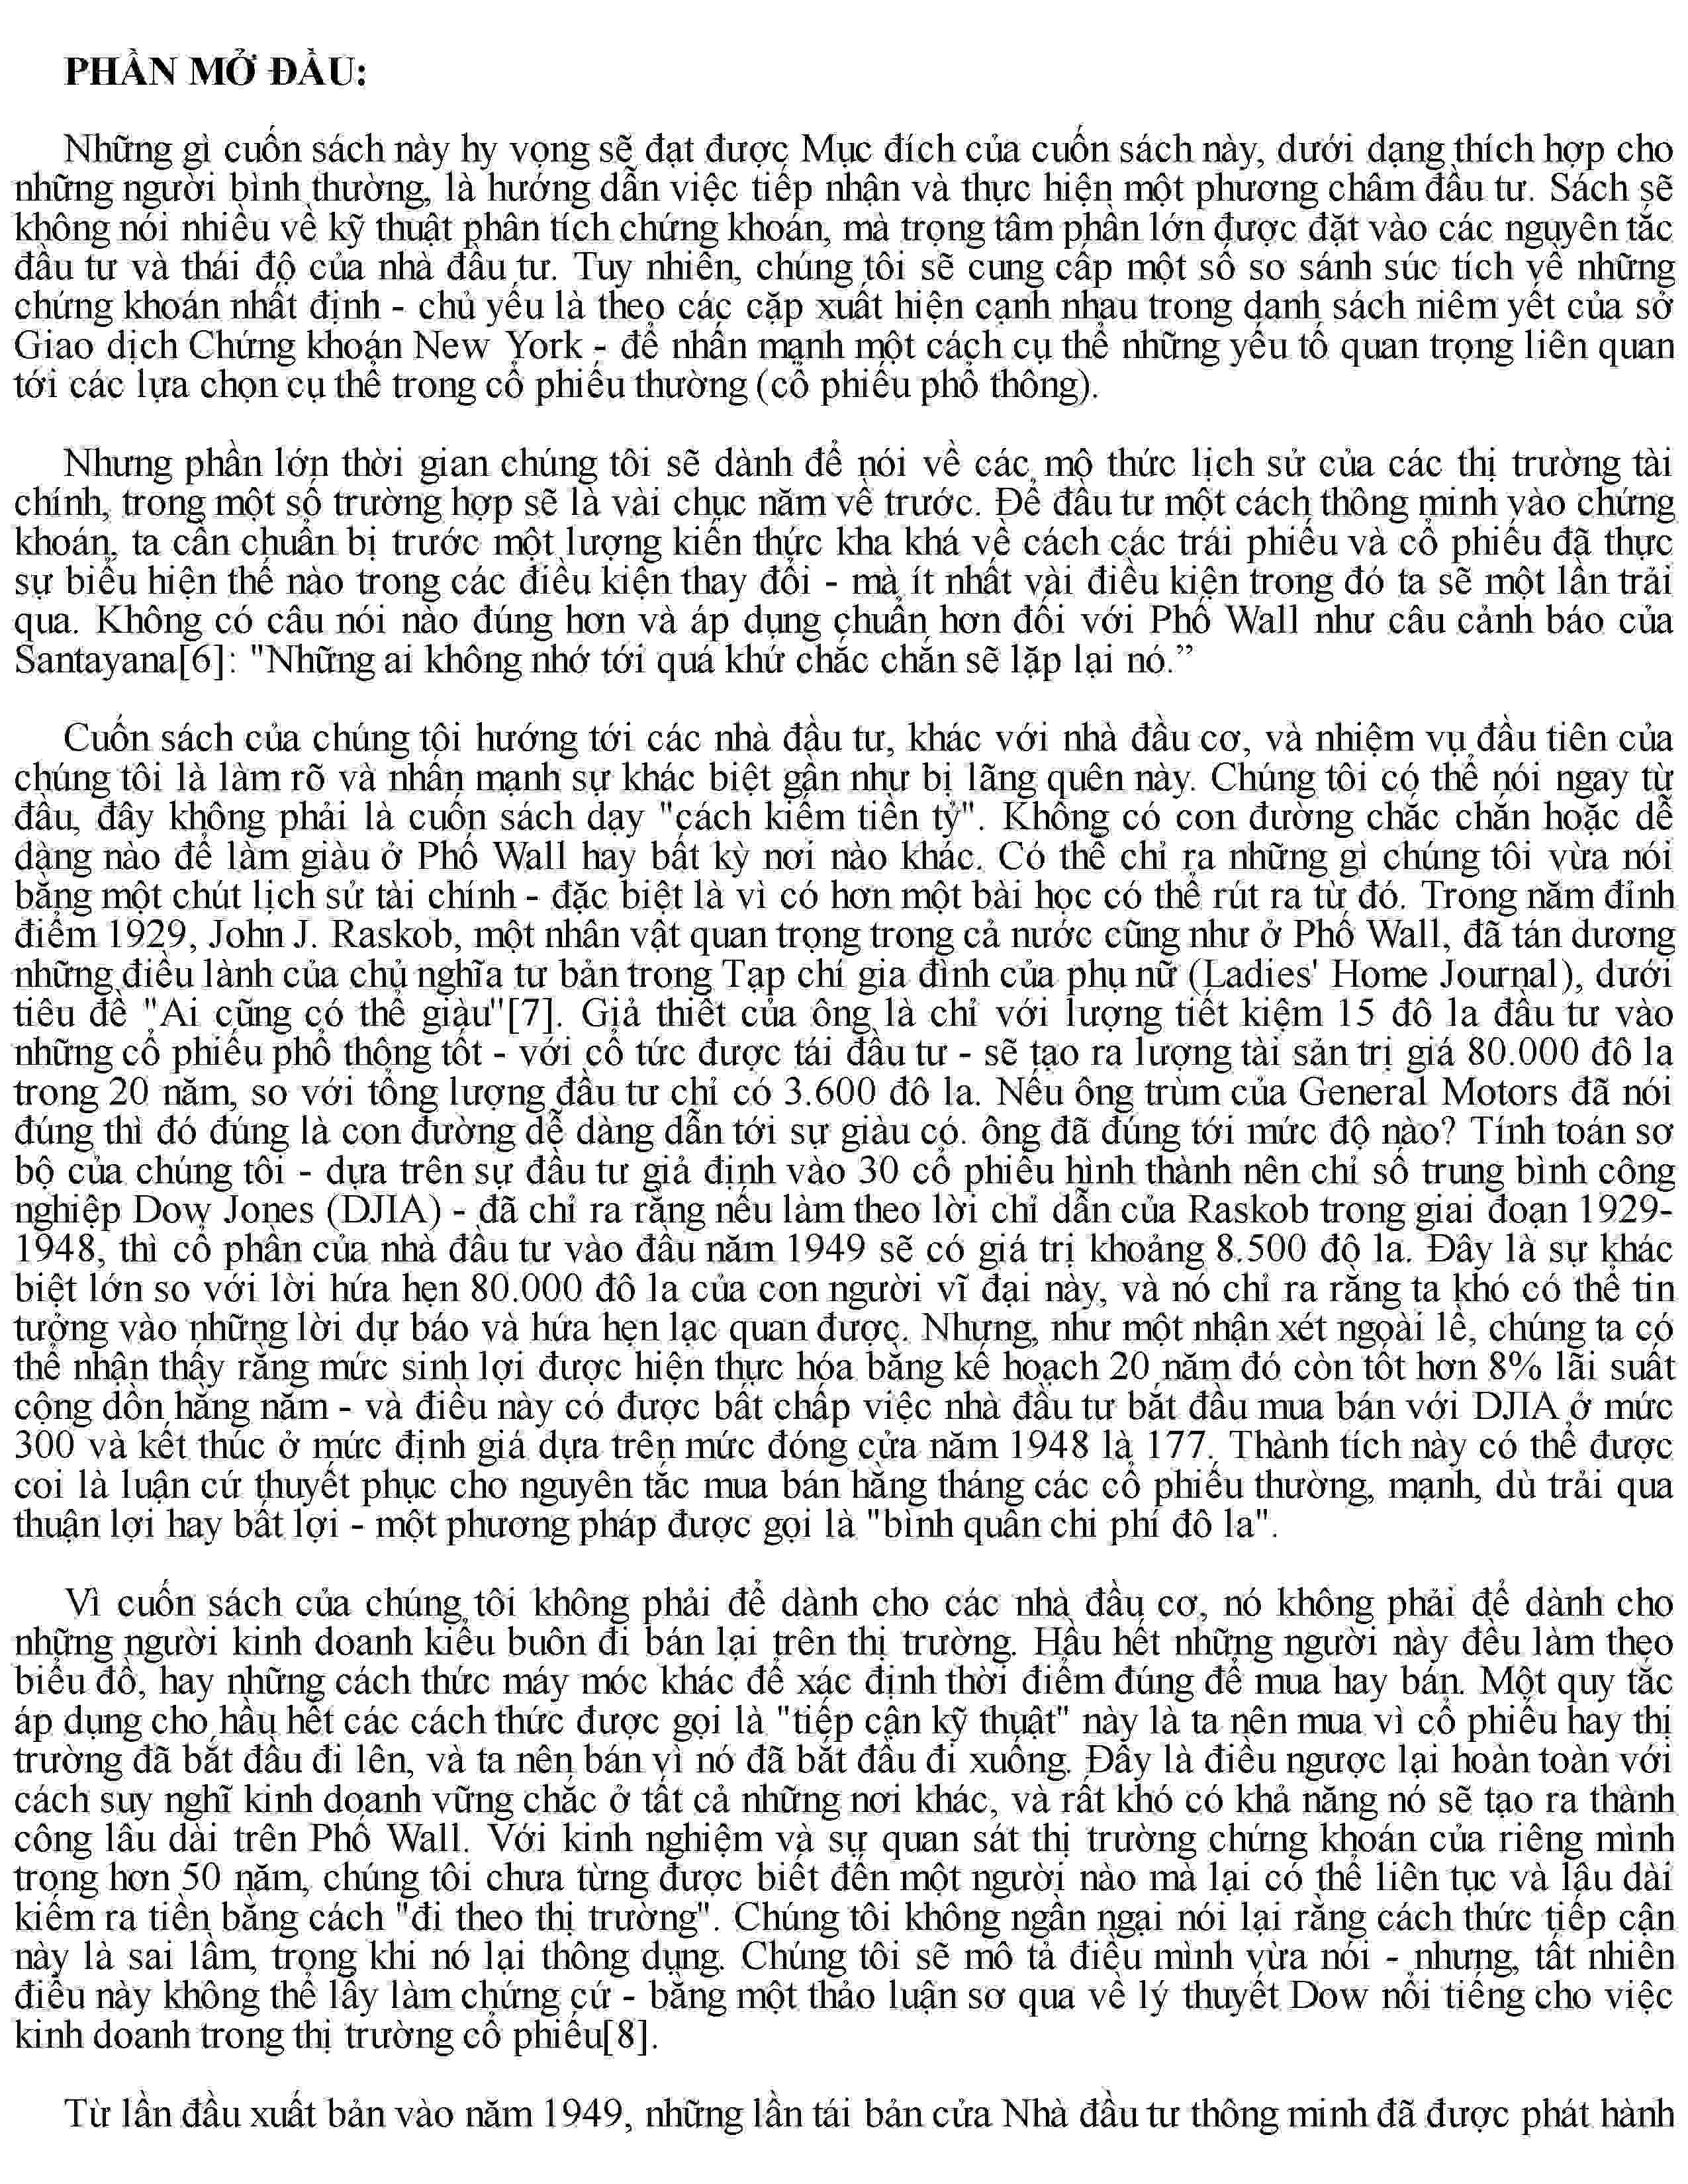 PHẦN MỞ ĐẦU:
Những gì cuốn sách này hy vọng sẽ đạt được Mục đích của cuốn sách này, dưới dạng thích hợp cho
những người bình thường, là hướng dẫn việc tiếp nhận và thực hiện một phương châm đầu tư. Sách sẽ
không nói nhiều về kỹ thuật phân tích chứng khoán, mà trọng tâm phần lớn được đặt vào các nguyên tắc
đầu tư và thái độ của nhà đầu tư. Tuy nhiên, chúng tôi sẽ cung cấp một số so sánh súc tích về những
chứng khoán nhất định - chủ yếu là theo các cặp xuất hiện cạnh nhau trong danh sách niêm yết của sở
Giao dịch Chứng khoán New York - để nhấn mạnh một cách cụ thể những yếu tố quan trọng liên quan
tới các lựa chọn cụ thể trong cổ phiếu thường (cổ phiếu phổ thông).
Nhưng phần lớn thời gian chúng tôi sẽ dành để nói về các mô thức lịch sử của các thị trường tài
chính, trong một số trường hợp sẽ là vài chục năm về trước. Để đầu tư một cách thông minh vào chứng
khoán, ta cần chuẩn bị trước một lượng kiến thức kha khá về cách các trái phiếu và cổ phiếu đã thực
sự biểu hiện thế nào trong các điều kiện thay đổi - mà ít nhất vài điều kiện trong đó ta sẽ một lần trải
qua. Không có câu nói nào đúng hơn và áp dụng chuẩn hơn đối với Phố Wall như câu cảnh báo của
Santayana[6]: "Những ai không nhớ tới quá khứ chắc chắn sẽ lặp lại nó.”
Cuốn sách của chúng tôi hướng tới các nhà đầu tư, khác với nhà đầu cơ, và nhiệm vụ đầu tiên của
chúng tôi là làm rõ và nhấn mạnh sự khác biệt gần như bị lãng quên này. Chúng tôi có thể nói ngay từ
đầu, đây không phải là cuốn sách dạy "cách kiếm tiền tỷ". Không có con đường chắc chắn hoặc dễ
dàng nào để làm giàu ở Phố Wall hay bất kỳ nơi nào khác. Có thể chỉ ra những gì chúng tôi vừa nói
bằng một chút lịch sử tài chính - đặc biệt là vì có hơn một bài học có thể rút ra từ đó. Trong năm đỉnh
điểm 1929, John J. Raskob, một nhân vật quan trọng trong cả nước cũng như ở Phố Wall, đã tán dương
những điều lành của chủ nghĩa tư bản trong Tạp chí gia đình của phụ nữ (Ladies' Home Journal), dưới
tiêu đề "Ai cũng có thể giàu"[7]. Giả thiết của ông là chỉ với lượng tiết kiệm 15 đô la đầu tư vào
những cổ phiếu phổ thông tốt - với cổ tức được tái đầu tư - sẽ tạo ra lượng tài sản trị giá 80.000 đô la
trong 20 năm, so với tổng lượng đầu tư chỉ có 3.600 đô la. Nếu ông trùm của General Motors đã nói
đúng thì đó đúng là con đường dễ dàng dẫn tới sự giàu có. ông đã đúng tới mức độ nào? Tính toán sơ
bộ của chúng tôi - dựa trên sự đầu tư giả định vào 30 cổ phiếu hình thành nên chỉ số trung bình công
nghiệp Dow Jones (DJIA) - đã chỉ ra rằng nếu làm theo lời chỉ dẫn của Raskob trong giai đoạn 1929-
1948, thì cổ phần của nhà đầu tư vào đầu năm 1949 sẽ có giá trị khoảng 8.500 đô la. Đây là sự khác
biệt lớn so với lời hứa hẹn 80.000 đô la của con người vĩ đại này, và nó chỉ ra rằng ta khó có thể tin
tưởng vào những lời dự báo và hứa hẹn lạc quan được. Nhưng, như một nhận xét ngoài lề, chúng ta có
thể nhận thấy rằng mức sinh lợi được hiện thực hóa bằng kế hoạch 20 năm đó còn tốt hơn 8% lãi suất
cộng dồn hằng năm - và điều này có được bất chấp việc nhà đầu tư bắt đầu mua bán với DJIA ở mức
300 và kết thúc ở mức định giá dựa trên mức đóng cửa năm 1948 là 177. Thành tích này có thể được
coi là luận cứ thuyết phục cho nguyên tắc mua bán hằng tháng các cổ phiếu thường, mạnh, dù trải qua
thuận lợi hay bất lợi - một phương pháp được gọi là "bình quân chi phí đô la".
Vì cuốn sách của chúng tôi không phải để dành cho các nhà đầu cơ, nó không phải để dành cho
những người kinh doanh kiểu buôn đi bán lại trên thị trường. Hầu hết những người này đều làm theo
biểu đồ, hay những cách thức máy móc khác để xác định thời điểm đúng để mua hay bán. Một quy tắc
áp dụng cho hầu hết các cách thức được gọi là "tiếp cận kỹ thuật" này là ta nên mua vì cổ phiếu hay thị
trường đã bắt đầu đi lên, và ta nên bán vì nó đã bắt đầu đi xuống. Đây là điều ngược lại hoàn toàn với
cách suy nghĩ kinh doanh vững chắc ở tất cả những nơi khác, và rất khó có khả năng nó sẽ tạo ra thành
công lâu dài trên Phố Wall. Với kinh nghiệm và sự quan sát thị trường chứng khoán của riêng mình
trong hơn 50 năm, chúng tôi chưa từng được biết đến một người nào mà lại có thể liên tục và lâu dài
kiếm ra tiền bằng cách "đi theo thị trường". Chúng tôi không ngần ngại nói lại rằng cách thức tiếp cận
này là sai lầm, trong khi nó lại thông dụng. Chúng tôi sẽ mô tả điều mình vừa nói - nhưng, tất nhiên
điều này không thể lấy làm chứng cứ - bằng một thảo luận sơ qua về lý thuyết Dow nổi tiếng cho việc
kinh doanh trong thị trường cổ phiếu[8].
Từ lần đầu xuất bản vào năm 1949, những lần tái bản cửa Nhà đầu tư thông minh đã được phát hành